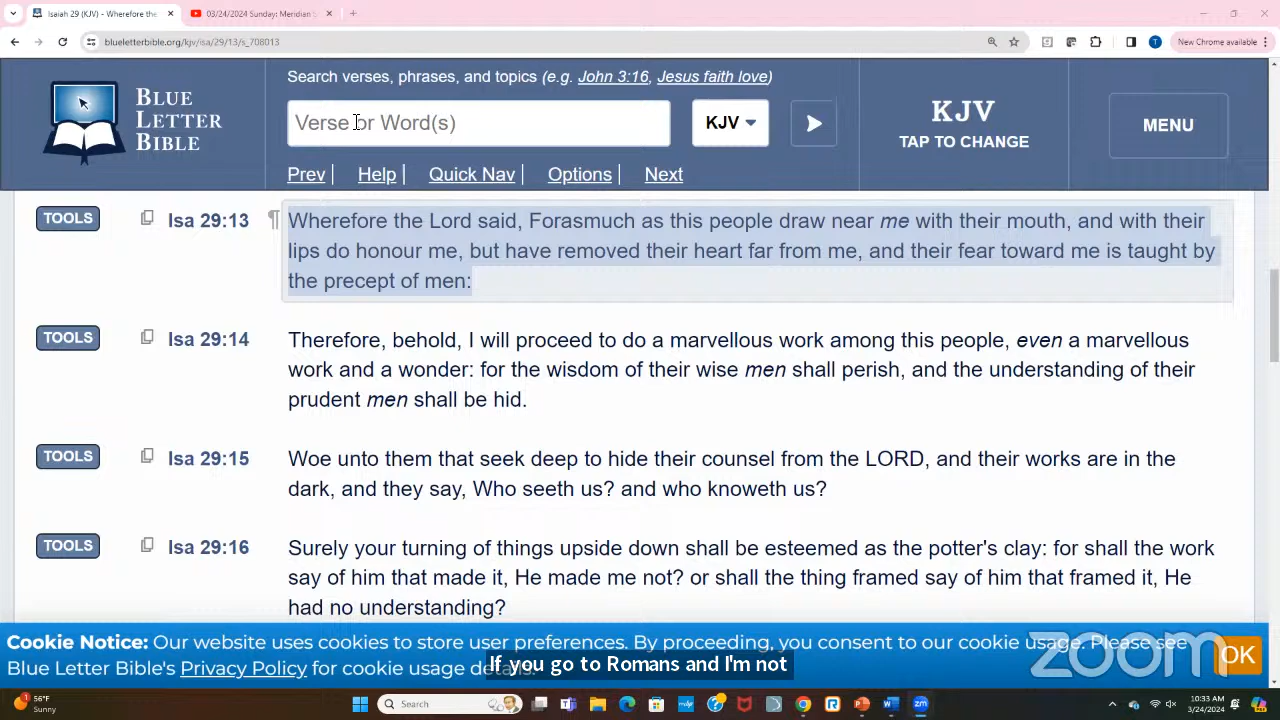 Isaiah 29 (KJV) - Wherefore the
03/24/2024 Sunday: Meridian
blueletterbible.org/kjv/isa/29/13/s_708013
New Chrome available
Search verses, phrases, and topics (e.g. John 3:16, Jesus faith love)
BLUE
LETTER
BIBLE
Verse or Word(s)
KJV
KJV
TAP TO CHANGE
MENU
Prev | Help | Quick Nav | Options | Next
TOOLS Isa 29:13 ¶ Wherefore the Lord said, Forasmuch as this people draw near me with their mouth, and with their
lips do honour me, but have removed their heart far from me, and their fear toward me is taught by
the precept of men:
TOOLS Isa 29:14 Therefore, behold, I will proceed to do a marvellous work among this people, even a marvellous
work and a wonder: for the wisdom of their wise men shall perish, and the understanding of their
prudent men shall be hid.
TOOLS Isa 29:15 Woe unto them that seek deep to hide their counsel from the LORD, and their works are in the
dark, and they say, Who seeth us? and who knoweth us?
TOOLS Isa 29:16 Surely your turning of things upside down shall be esteemed as the potter's clay: for shall the work
say of him that made it, He made me not? or shall the thing framed say of him that framed it, He
had no understanding?
Cookie Notice: Our website uses cookies to store user preferences. By proceeding, you consent to our cookie usage. Please see
Blue Letter Bible's Privacy Policy for cookie usage
If you go to Romans and I'm not
zoom
OK
56°F
Sunny
Search
10:33 AM
3/24/2024